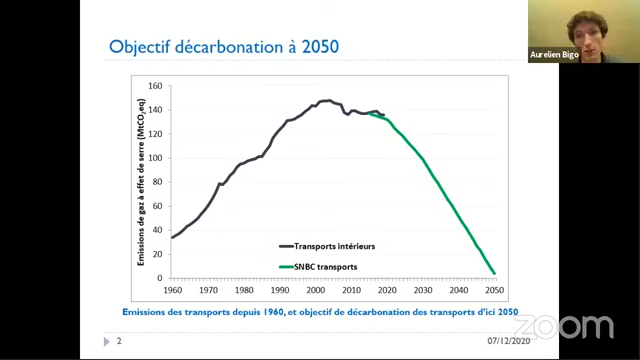 Objectif décarbonation à 2050
Aurelien Bigo
Emissions de gaz à effet de serre (MtCO2eq)
160
140
120
100
80
60
40
20
0
Transports intérieurs
SNBC transports
1960 1970 1980 1990 2000 2010 2020 2030 2040 2050
Emissions des transports depuis 1960, et objectif de décarbonation des transports d'ici 2050
2
07/12/2020
zoom